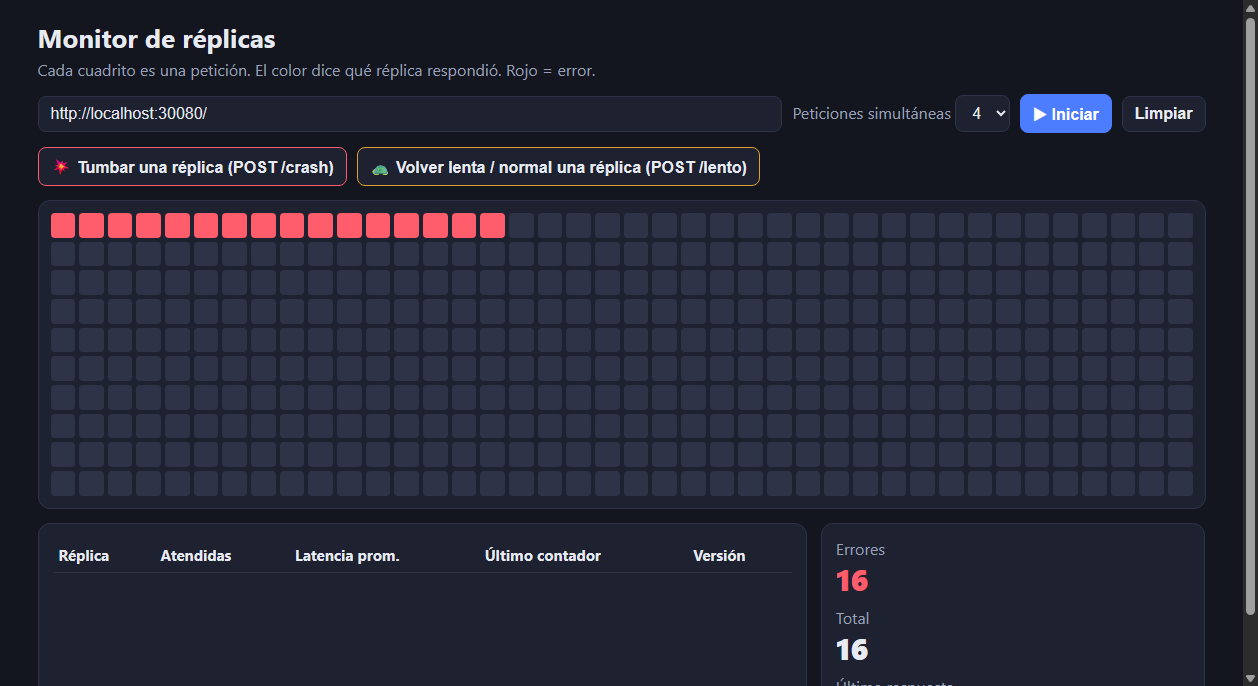 Monitor de réplicas
Cada cuadrito es una petición. El color dice qué réplica respondió. Rojo = error.
http://localhost:30080/ Peticiones simultáneas 4 Iniciar Limpiar
Tumbar una réplica (POST /crash) Volver lenta / normal una réplica (POST /lento)
Réplica Atendidas Latencia prom. Último contador Versión
Errores
16
Total
16
Última respuesta